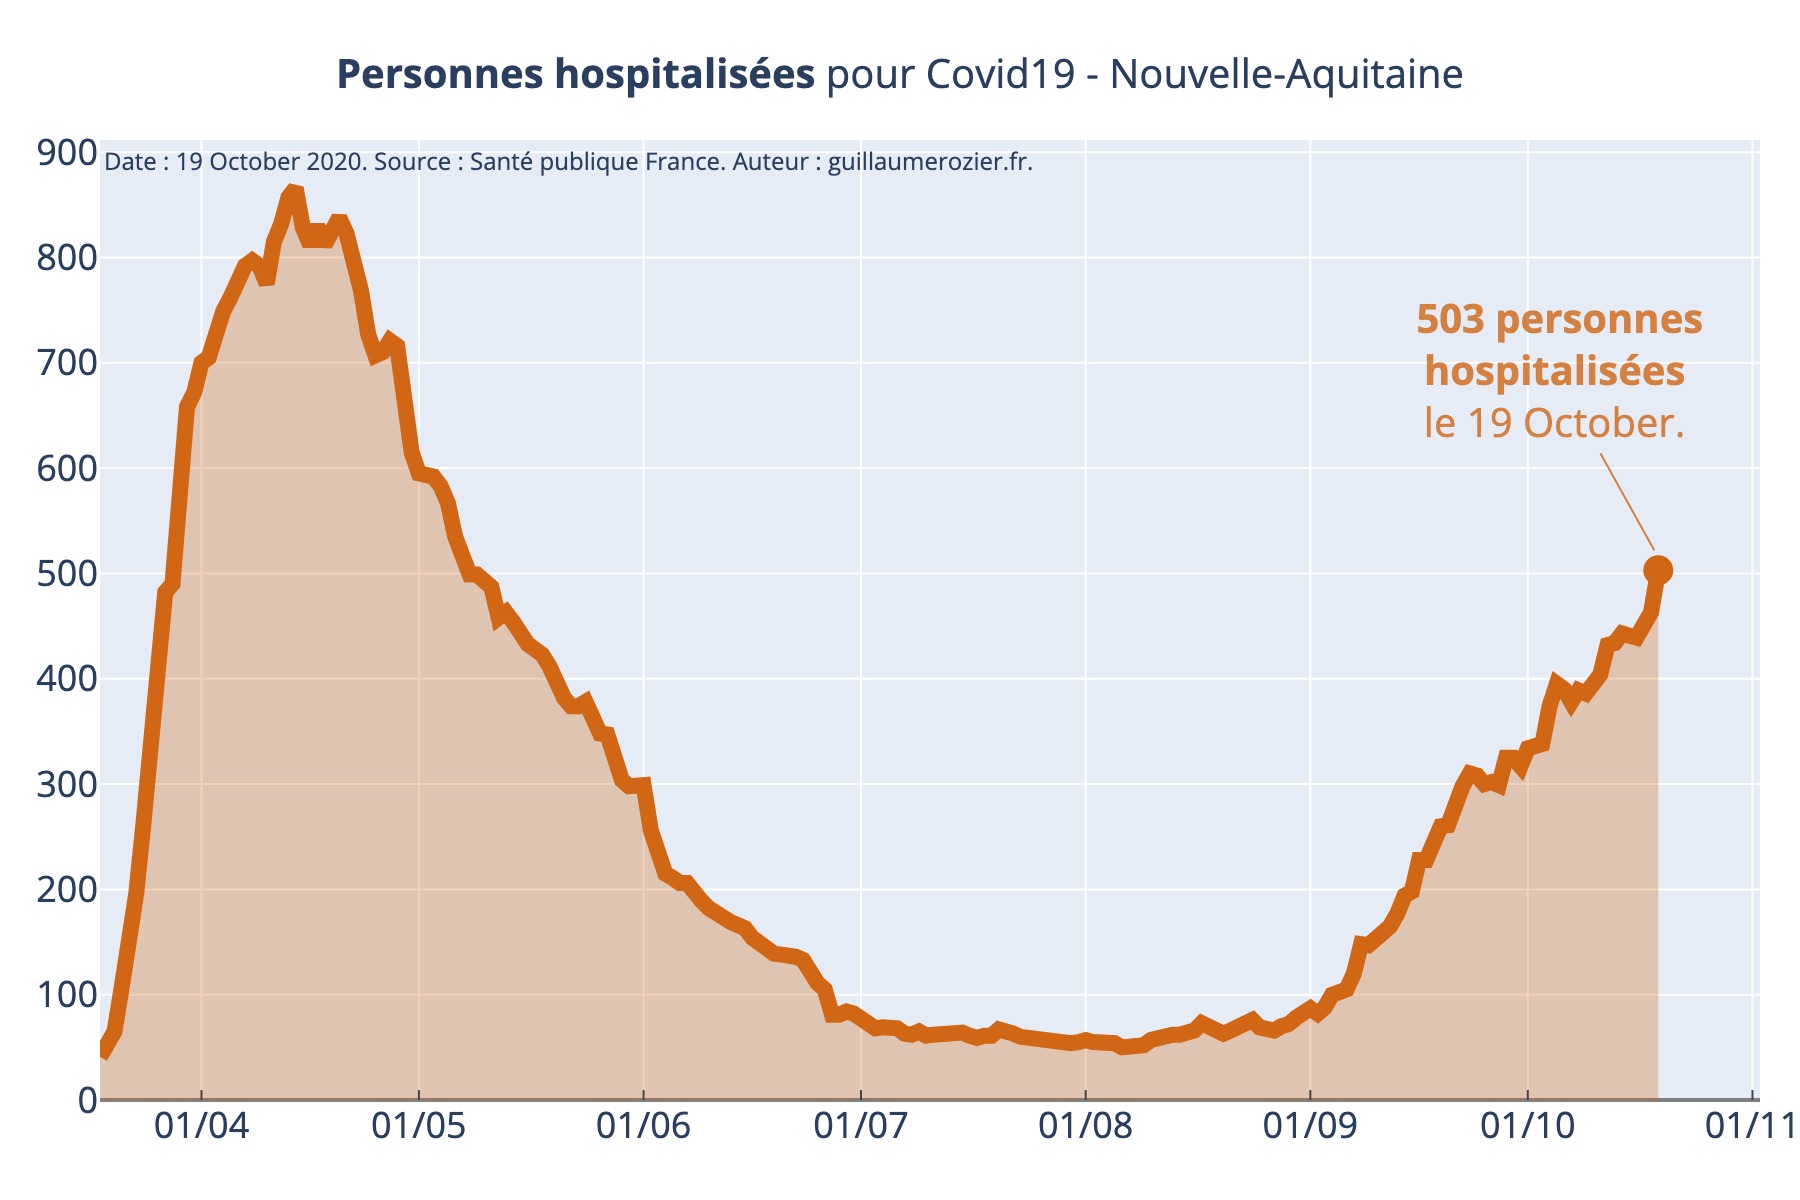 Personnes hospitalisées pour Covid19 - Nouvelle-Aquitaine
900
Date : 19 October 2020. Source : Santé publique France. Auteur : guillaumerozier.fr.
800
503 personnes
hospitalisées
le 19 October.
700
600
500
400
300
200
100
0
01/04 01/05 01/06 01/07 01/08 01/09 01/10 01/11